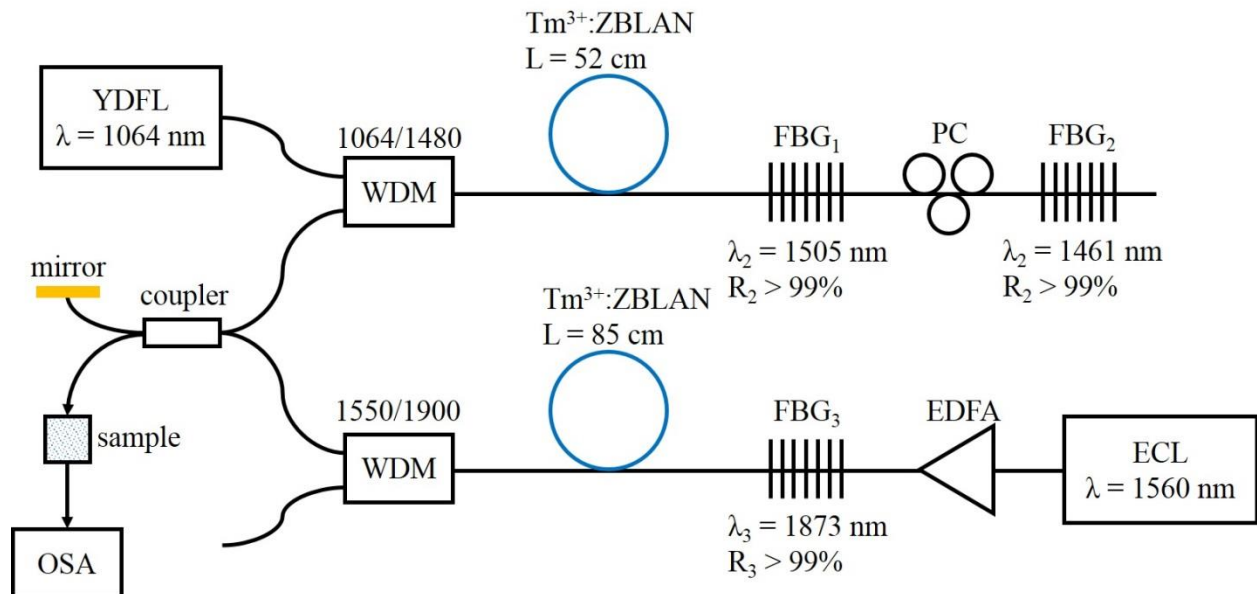 Tm³⁺:ZBLAN
L = 52 cm
YDFL
λ = 1064 nm
1064/1480
WDM
FBG₁
PC
FBG₂
λ₂ = 1505 nm
R₂ > 99%
λ₂ = 1461 nm
R₂ > 99%
mirror
coupler
Tm³⁺:ZBLAN
L = 85 cm
1550/1900
WDM
FBG₃
EDFA
ECL
λ = 1560 nm
λ₃ = 1873 nm
R₃ > 99%
sample
OSA